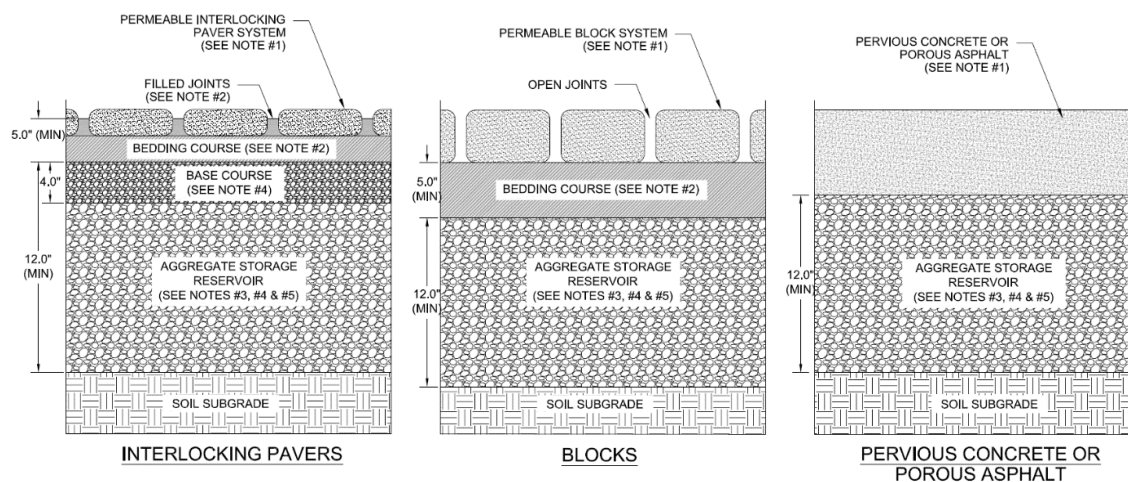 PERMEABLE INTERLOCKING
PAVER SYSTEM
(SEE NOTE #1)
FILLED JOINTS
(SEE NOTE #2)
5.0" (MIN)
BEDDING COURSE (SEE NOTE #2)
4.0"
BASE COURSE
(SEE NOTE #4)
12.0"
(MIN)
AGGREGATE STORAGE
RESERVOIR
(SEE NOTES #3, #4 & #5)
SOIL SUBGRADE
INTERLOCKING PAVERS
PERMEABLE BLOCK SYSTEM
(SEE NOTE #1)
OPEN JOINTS
5.0"
(MIN)
BEDDING COURSE (SEE NOTE #2)
12.0"
(MIN)
AGGREGATE STORAGE
RESERVOIR
(SEE NOTES #3, #4 & #5)
SOIL SUBGRADE
BLOCKS
PERVIOUS CONCRETE OR
POROUS ASPHALT
(SEE NOTE #1)
12.0"
(MIN)
AGGREGATE STORAGE
RESERVOIR
(SEE NOTES #3, #4 & #5)
SOIL SUBGRADE
PERVIOUS CONCRETE OR
POROUS ASPHALT